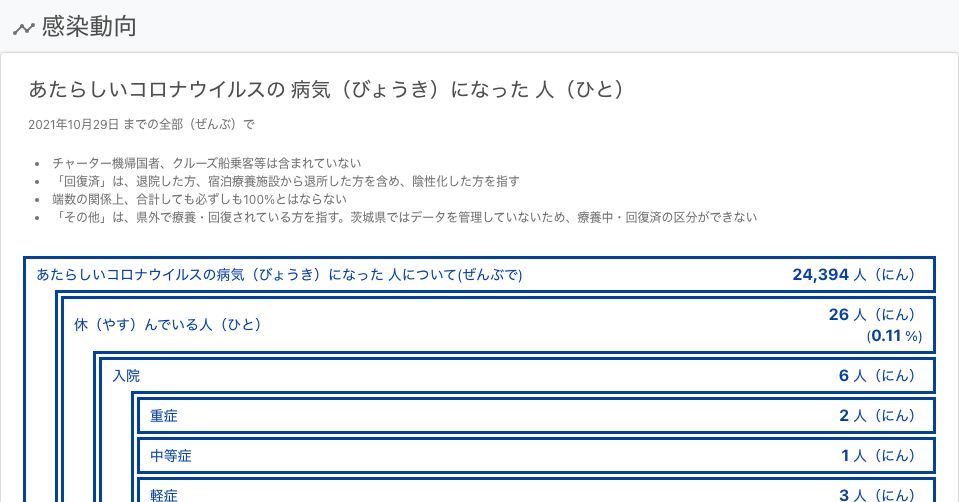 感染動向
あたらしいコロナウイルスの 病気（びょうき）になった 人（ひと）
2021年10月29日 までの全部（ぜんぶ）で
• チャーター機帰国者、クルーズ船乗客等は含まれていない
• 「回復済」は、退院した方、宿泊療養施設から退所した方を含め、陰性化した方を指す
• 端数の関係上、合計しても必ずしも100%とはならない
• 「その他」は、県外で療養・回復されている方を指す。茨城県ではデータを管理していないため、療養中・回復済の区分ができない
あたらしいコロナウイルスの病気（びょうき）になった 人について(ぜんぶで) 24,394 人（にん）
休（やす）んでいる人（ひと） 26 人（にん）
(0.11 %)
入院 6 人（にん）
重症 2 人（にん）
中等症 1 人（にん）
軽症 3 人（にん）